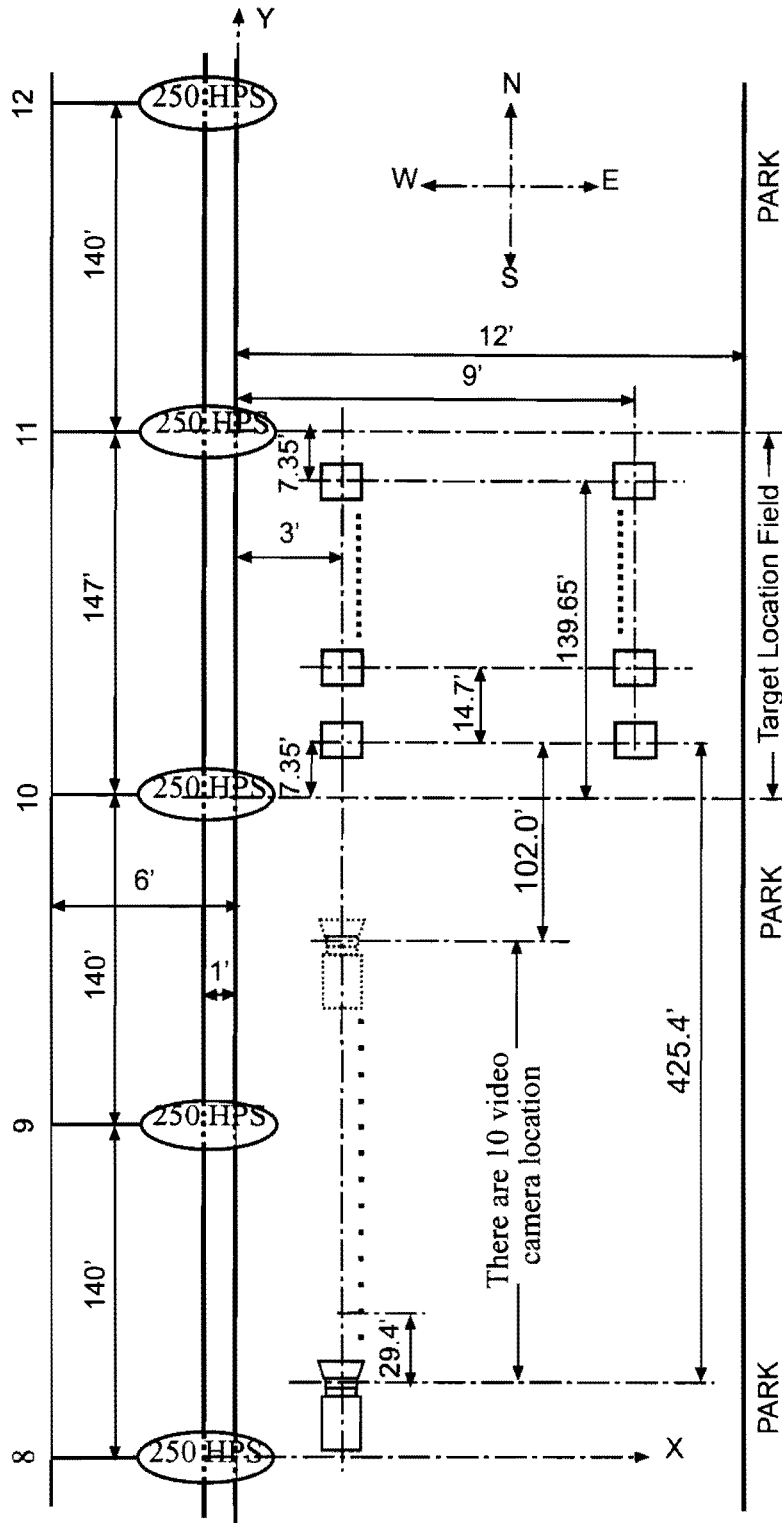 Y
12
250 HPS
140'
N
W
E
S
PARK
12'
9'
11
250 HPS
7.35'
147'
3'
139.65'
14.7'
Target Location Field
10
250 HPS
7.35'
102.0'
6'
PARK
140'
1'
425.4'
There are 10 video
camera location
9
250 HPS
140'
29.4'
8
250 HPS
X
PARK